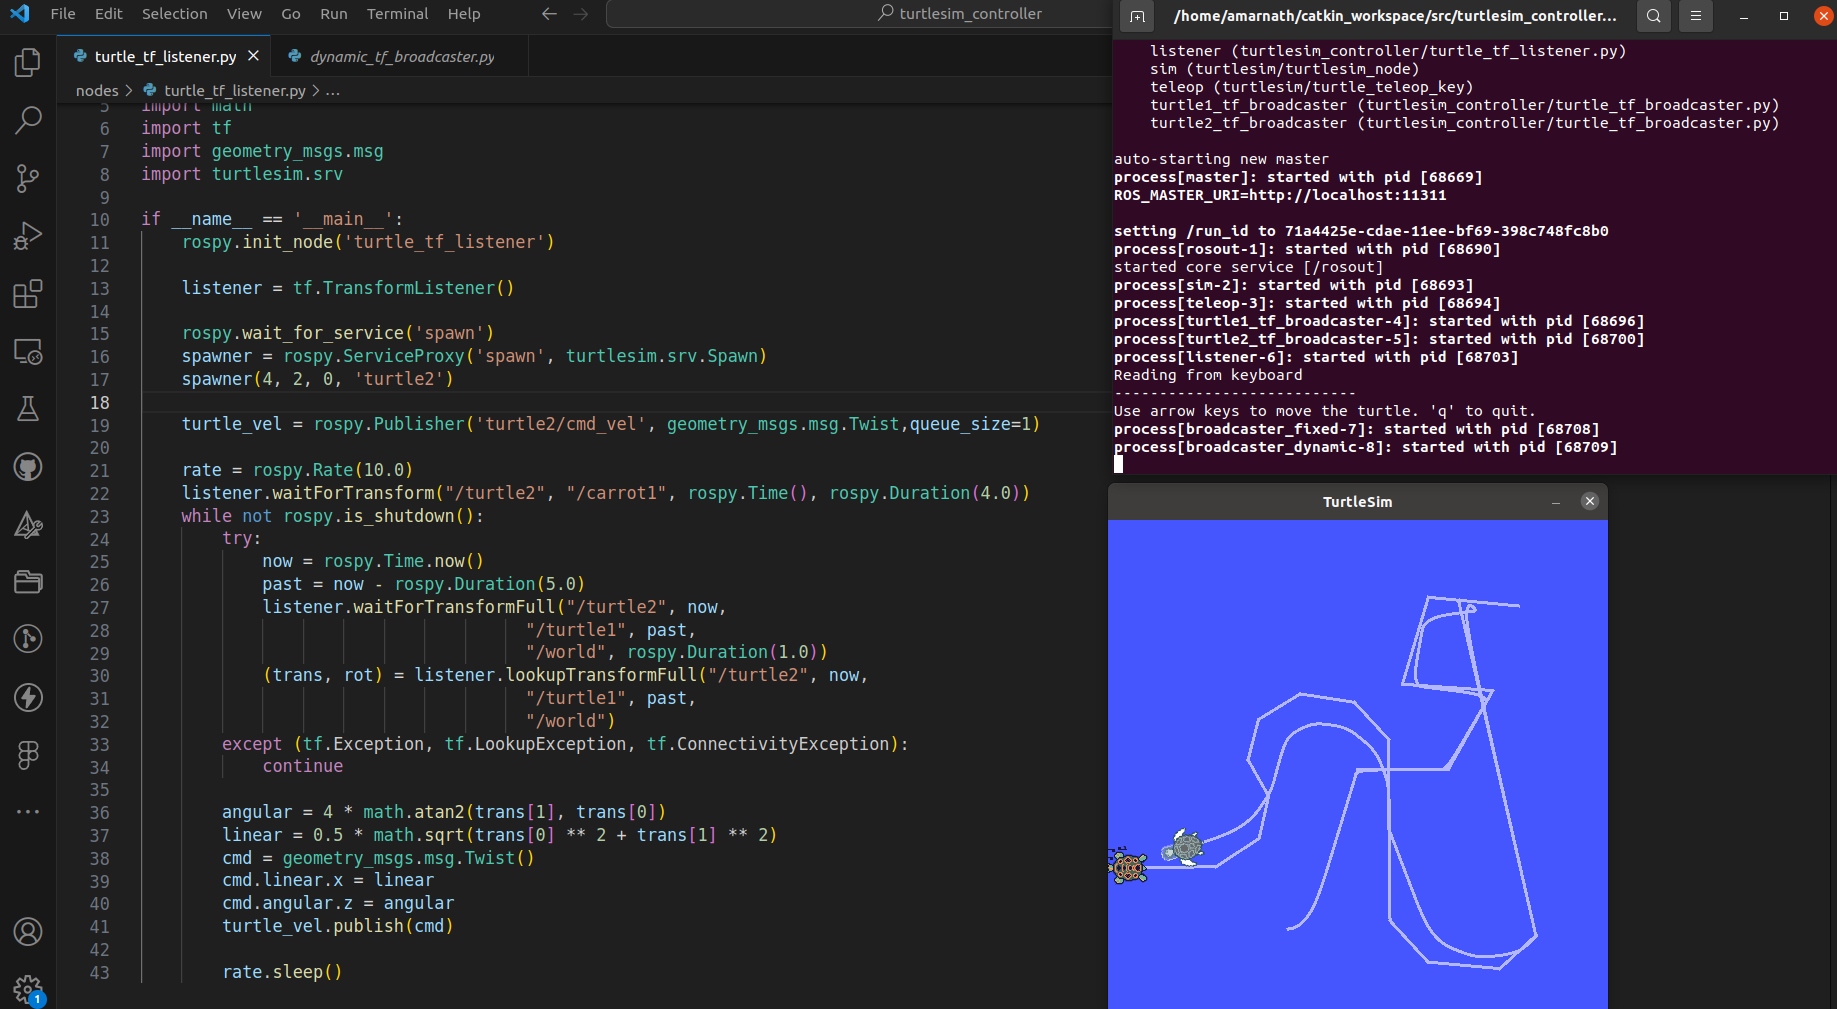 File Edit Selection View Go Run Terminal Help
turtlesim_controller
turtle_tf_listener.py
dynamic_tf_broadcaster.py
nodes > turtle_tf_listener.py > ...
5 import math
6 import tf
7 import geometry_msgs.msg
8 import turtlesim.srv
9
10 if __name__ == '__main__':
11 rospy.init_node('turtle_tf_listener')
12
13 listener = tf.TransformListener()
14
15 rospy.wait_for_service('spawn')
16 spawner = rospy.ServiceProxy('spawn', turtlesim.srv.Spawn)
17 spawner(4, 2, 0, 'turtle2')
18
19 turtle_vel = rospy.Publisher('turtle2/cmd_vel', geometry_msgs.msg.Twist,queue_size=1)
20
21 rate = rospy.Rate(10.0)
22 listener.waitForTransform("/turtle2", "/carrot1", rospy.Time(), rospy.Duration(4.0))
23 while not rospy.is_shutdown():
24 try:
25 now = rospy.Time.now()
26 past = now - rospy.Duration(5.0)
27 listener.waitForTransformFull("/turtle2", now,
28 "/turtle1", past,
29 "/world", rospy.Duration(1.0))
30 (trans, rot) = listener.lookupTransformFull("/turtle2", now,
31 "/turtle1", past,
32 "/world")
33 except (tf.Exception, tf.LookupException, tf.ConnectivityException):
34 continue
35
36 angular = 4 * math.atan2(trans[1], trans[0])
37 linear = 0.5 * math.sqrt(trans[0] ** 2 + trans[1] ** 2)
38 cmd = geometry_msgs.msg.Twist()
39 cmd.linear.x = linear
40 cmd.angular.z = angular
41 turtle_vel.publish(cmd)
42
43 rate.sleep()
1
/home/amarnath/catkin_workspace/src/turtlesim_controller...
listener (turtlesim_controller/turtle_tf_listener.py)
sim (turtlesim/turtlesim_node)
teleop (turtlesim/turtle_teleop_key)
turtle1_tf_broadcaster (turtlesim_controller/turtle_tf_broadcaster.py)
turtle2_tf_broadcaster (turtlesim_controller/turtle_tf_broadcaster.py)
auto-starting new master
process[master]: started with pid [68669]
ROS_MASTER_URI=http://localhost:11311
setting /run_id to 71a4425e-cdae-11ee-bf69-398c748fc8b0
process[rosout-1]: started with pid [68690]
started core service [/rosout]
process[sim-2]: started with pid [68693]
process[teleop-3]: started with pid [68694]
process[turtle1_tf_broadcaster-4]: started with pid [68696]
process[turtle2_tf_broadcaster-5]: started with pid [68700]
process[listener-6]: started with pid [68703]
Reading from keyboard
---------------------------
Use arrow keys to move the turtle. 'q' to quit.
process[broadcaster_fixed-7]: started with pid [68708]
process[broadcaster_dynamic-8]: started with pid [68709]
TurtleSim